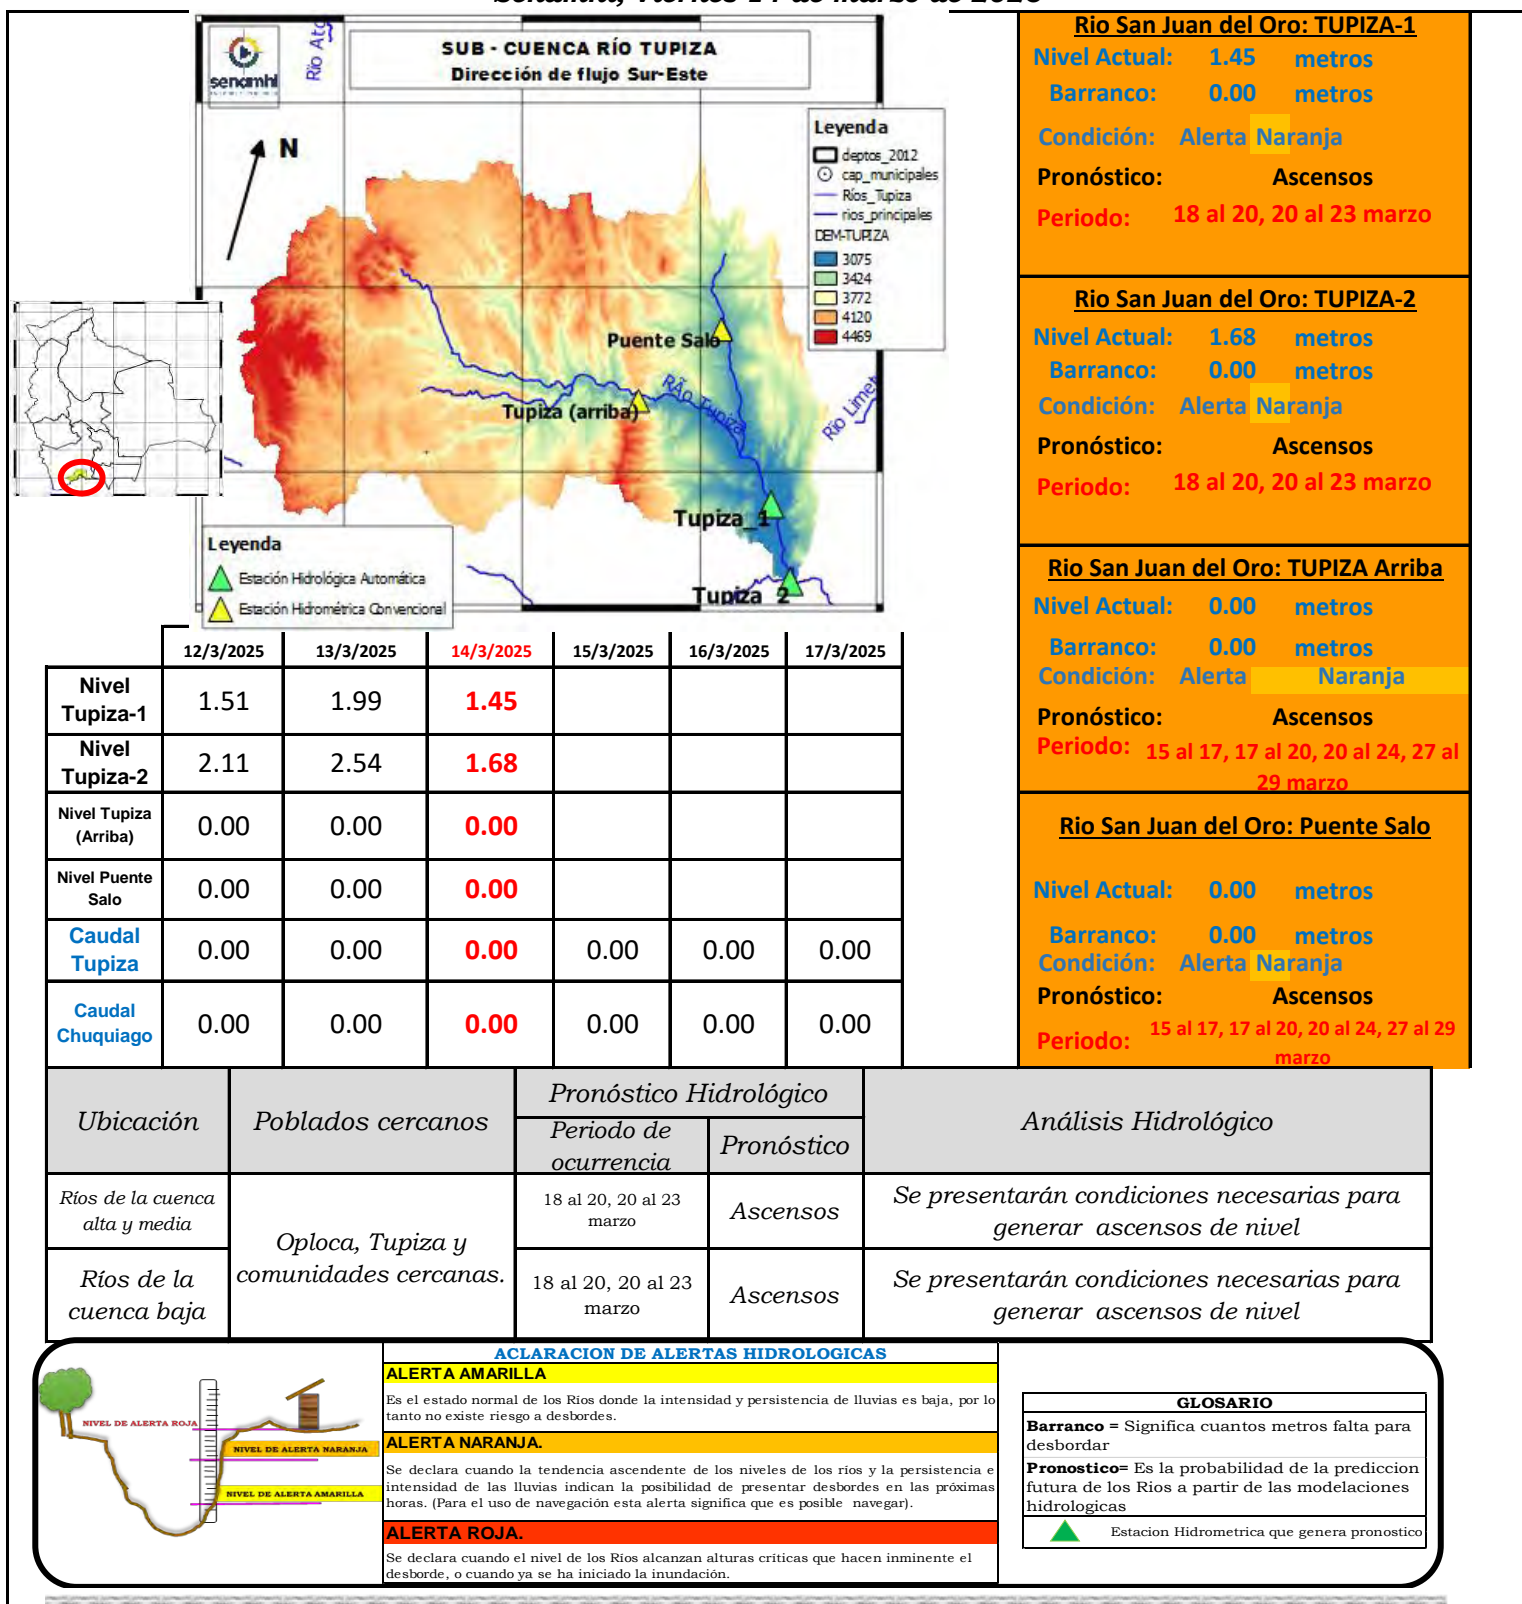 Senamhi, viernes 14 de marzo de 2025
senamhi
Río Ato
SUB - CUENCA RÍO TUPIZA
Dirección de flujo Sur-Este
N
Leyenda
deptos_2012
cap_municipales
Ríos_Tupiza
rios_principales
DEM-TUPIZA
3075
3424
3772
4120
4469
Puente Salo
Tupiza (arriba)
RÃo Tupiza
Río Limet
Tupiza_1
Tupiza_2
Leyenda
Estación Hidrológica Automática
Estación Hidrométrica Convencional
Rio San Juan del Oro: TUPIZA-1
Nivel Actual: 1.45 metros
Barranco: 0.00 metros
Condición: Alerta Naranja
Pronóstico: Ascensos
Periodo: 18 al 20, 20 al 23 marzo
Rio San Juan del Oro: TUPIZA-2
Nivel Actual: 1.68 metros
Barranco: 0.00 metros
Condición: Alerta Naranja
Pronóstico: Ascensos
Periodo: 18 al 20, 20 al 23 marzo
Rio San Juan del Oro: TUPIZA Arriba
Nivel Actual: 0.00 metros
Barranco: 0.00 metros
Condición: Alerta Naranja
Pronóstico: Ascensos
Periodo: 15 al 17, 17 al 20, 20 al 24, 27 al
29 marzo
Rio San Juan del Oro: Puente Salo
Nivel Actual: 0.00 metros
Barranco: 0.00 metros
Condición: Alerta Naranja
Pronóstico: Ascensos
Periodo: 15 al 17, 17 al 20, 20 al 24, 27 al 29
marzo
12/3/2025 13/3/2025 14/3/2025 15/3/2025 16/3/2025 17/3/2025
Nivel
Tupiza-1 1.51 1.99 1.45
Nivel
Tupiza-2 2.11 2.54 1.68
Nivel Tupiza
(Arriba) 0.00 0.00 0.00
Nivel Puente
Salo 0.00 0.00 0.00
Caudal
Tupiza 0.00 0.00 0.00 0.00 0.00 0.00
Caudal
Chuquiago 0.00 0.00 0.00 0.00 0.00 0.00
Ubicación Poblados cercanos Pronóstico Hidrológico Análisis Hidrológico
Periodo de
ocurrencia Pronóstico
Ríos de la cuenca
alta y media
Oploca, Tupiza y
comunidades cercanas.
18 al 20, 20 al 23
marzo
Ascensos
Se presentarán condiciones necesarias para
generar ascensos de nivel
Ríos de la
cuenca baja
18 al 20, 20 al 23
marzo
Ascensos
Se presentarán condiciones necesarias para
generar ascensos de nivel
NIVEL DE ALERTA ROJA
NIVEL DE ALERTA NARANJA
NIVEL DE ALERTA AMARILLA
ACLARACION DE ALERTAS HIDROLOGICAS
ALERTA AMARILLA
Es el estado normal de los Rios donde la intensidad y persistencia de lluvias es baja, por lo
tanto no existe riesgo a desbordes.
ALERTA NARANJA.
Se declara cuando la tendencia ascendente de los niveles de los rios y la persistencia e
intensidad de las lluvias indican la posibilidad de presentar desbordes en las próximas
horas. (Para el uso de navegación esta alerta significa que es posible navegar).
ALERTA ROJA.
Se declara cuando el nivel de los Rios alcanzan alturas criticas que hacen inminente el
desborde, o cuando ya se ha iniciado la inundación.
GLOSARIO
Barranco = Significa cuantos metros falta para
desbordar
Pronostico= Es la probabilidad de la prediccion
futura de los Rios a partir de las modelaciones
hidrologicas
Estacion Hidrometrica que genera pronostico